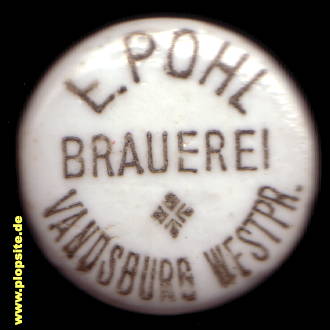 E. POHL
BRAUEREI
VANDSBURG WESTPR.
www.plopsite.de